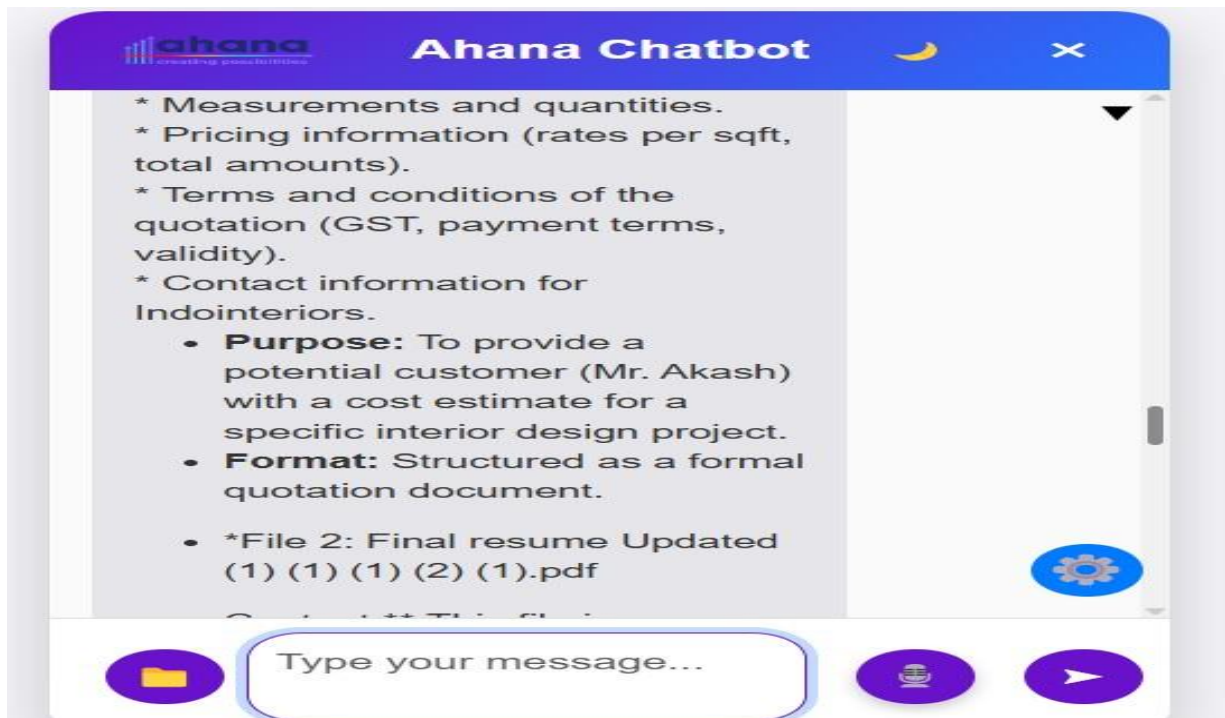 ahana
creating possibilities
Ahana Chatbot
* Measurements and quantities.
* Pricing information (rates per sqft,
total amounts).
* Terms and conditions of the
quotation (GST, payment terms,
validity).
* Contact information for
Indointeriors.
• Purpose: To provide a
potential customer (Mr. Akash)
with a cost estimate for a
specific interior design project.
• Format: Structured as a formal
quotation document.
• *File 2: Final resume Updated
(1) (1) (1) (2) (1).pdf
Type your message...